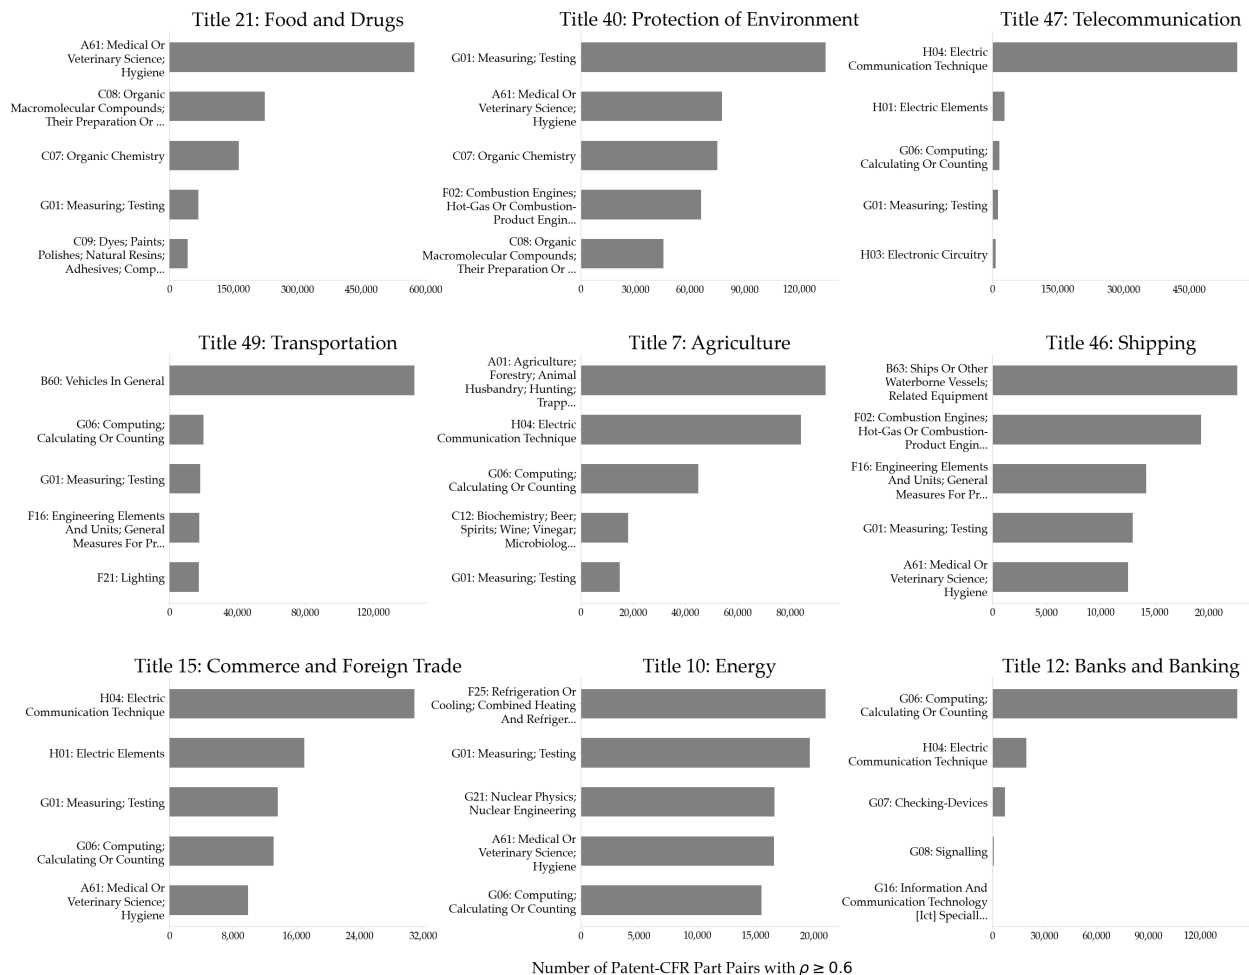 Title 21: Food and Drugs
A61: Medical Or
Veterinary Science;
Hygiene
C08: Organic
Macromolecular Compounds;
Their Preparation Or ...
C07: Organic Chemistry
G01: Measuring; Testing
C09: Dyes; Paints;
Polishes; Natural Resins;
Adhesives; Comp...
0 150,000 300,000 450,000 600,000
Title 40: Protection of Environment
G01: Measuring; Testing
A61: Medical Or
Veterinary Science;
Hygiene
C07: Organic Chemistry
F02: Combustion Engines;
Hot-Gas Or Combustion-
Product Engin...
C08: Organic
Macromolecular Compounds;
Their Preparation Or ...
0 30,000 60,000 90,000 120,000
Title 47: Telecommunication
H04: Electric
Communication Technique
H01: Electric Elements
G06: Computing;
Calculating Or Counting
G01: Measuring; Testing
H03: Electronic Circuitry
0 150,000 300,000 450,000
Title 49: Transportation
B60: Vehicles In General
G06: Computing;
Calculating Or Counting
G01: Measuring; Testing
F16: Engineering Elements
And Units; General
Measures For Pr...
F21: Lighting
0 40,000 80,000 120,000
Title 7: Agriculture
A01: Agriculture;
Forestry; Animal
Husbandry; Hunting;
Trapp...
H04: Electric
Communication Technique
G06: Computing;
Calculating Or Counting
C12: Biochemistry; Beer;
Spirits; Wine; Vinegar;
Microbiolog...
G01: Measuring; Testing
0 20,000 40,000 60,000 80,000
Title 46: Shipping
B63: Ships Or Other
Waterborne Vessels;
Related Equipment
F02: Combustion Engines;
Hot-Gas Or Combustion-
Product Engin...
F16: Engineering Elements
And Units; General
Measures For Pr...
G01: Measuring; Testing
A61: Medical Or
Veterinary Science;
Hygiene
0 5,000 10,000 15,000 20,000
Title 15: Commerce and Foreign Trade
H04: Electric
Communication Technique
H01: Electric Elements
G01: Measuring; Testing
G06: Computing;
Calculating Or Counting
A61: Medical Or
Veterinary Science;
Hygiene
0 8,000 16,000 24,000 32,000
Title 10: Energy
F25: Refrigeration Or
Cooling; Combined Heating
And Refriger...
G01: Measuring; Testing
G21: Nuclear Physics;
Nuclear Engineering
A61: Medical Or
Veterinary Science;
Hygiene
G06: Computing;
Calculating Or Counting
0 5,000 10,000 15,000 20,000
Title 12: Banks and Banking
G06: Computing;
Calculating Or Counting
H04: Electric
Communication Technique
G07: Checking-Devices
G08: Signalling
G16: Information And
Communication Technology
[Ict] Speciall...
0 30,000 60,000 90,000 120,000
Number of Patent-CFR Part Pairs with ρ ≥ 0.6